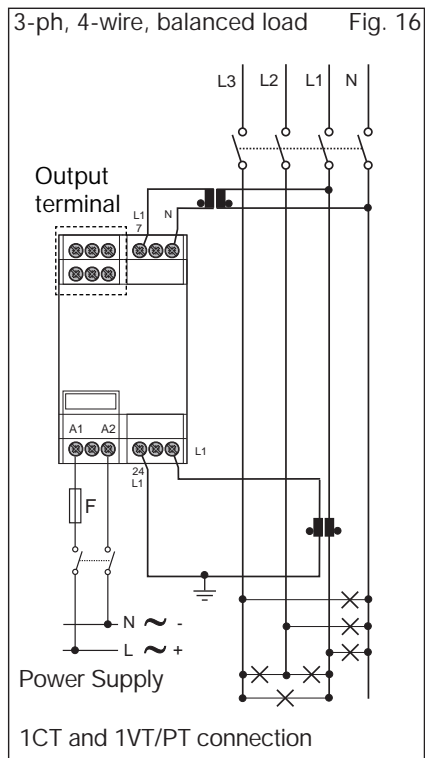 3-ph, 4-wire, balanced load Fig. 16
L3 L2 L1 N
Output
terminal
L1 N
7
A1 A2
L1
24
L1
F
N ~ -
L ~ +
Power Supply
1CT and 1VT/PT connection